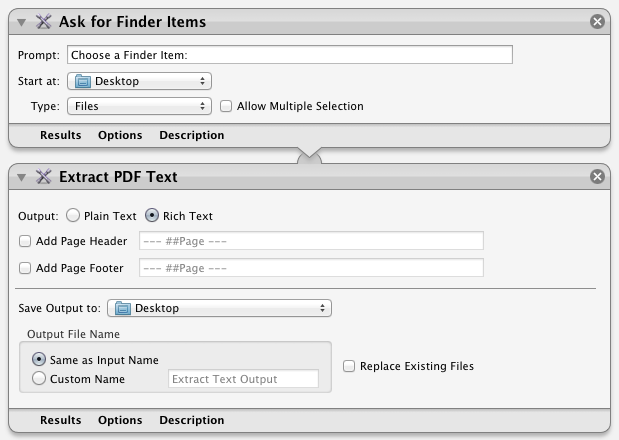 Ask for Finder Items
Prompt: Choose a Finder Item:
Start at: Desktop
Type: Files Allow Multiple Selection
Results Options Description
Extract PDF Text
Output: Plain Text Rich Text
Add Page Header --- ##Page ---
Add Page Footer --- ##Page ---
Save Output to: Desktop
Output File Name
Same as Input Name
Replace Existing Files
Custom Name Extract Text Output
Results Options Description